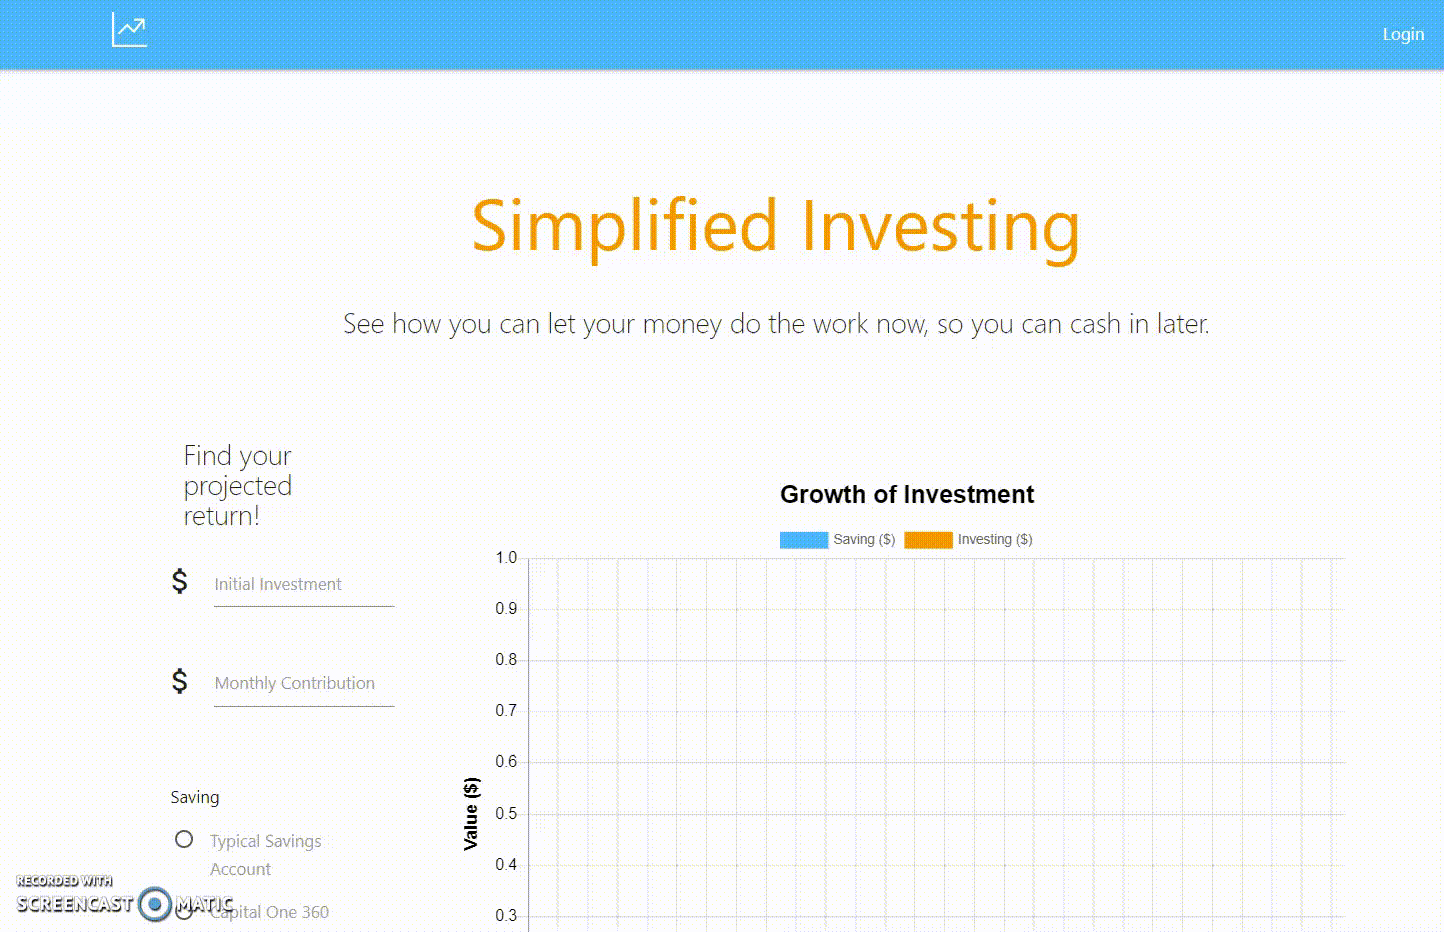 Login
Simplified Investing
See how you can let your money do the work now, so you can cash in later.
Find your
projected
return!
$ Initial Investment
$ Monthly Contribution
Saving
Typical Savings
Account
Capital One 360
Growth of Investment
Saving ($) Investing ($)
1.0
0.9
0.8
0.7
0.6
0.5
0.4
0.3
Value ($)
RECORDED WITH
SCREENCAST MATIC